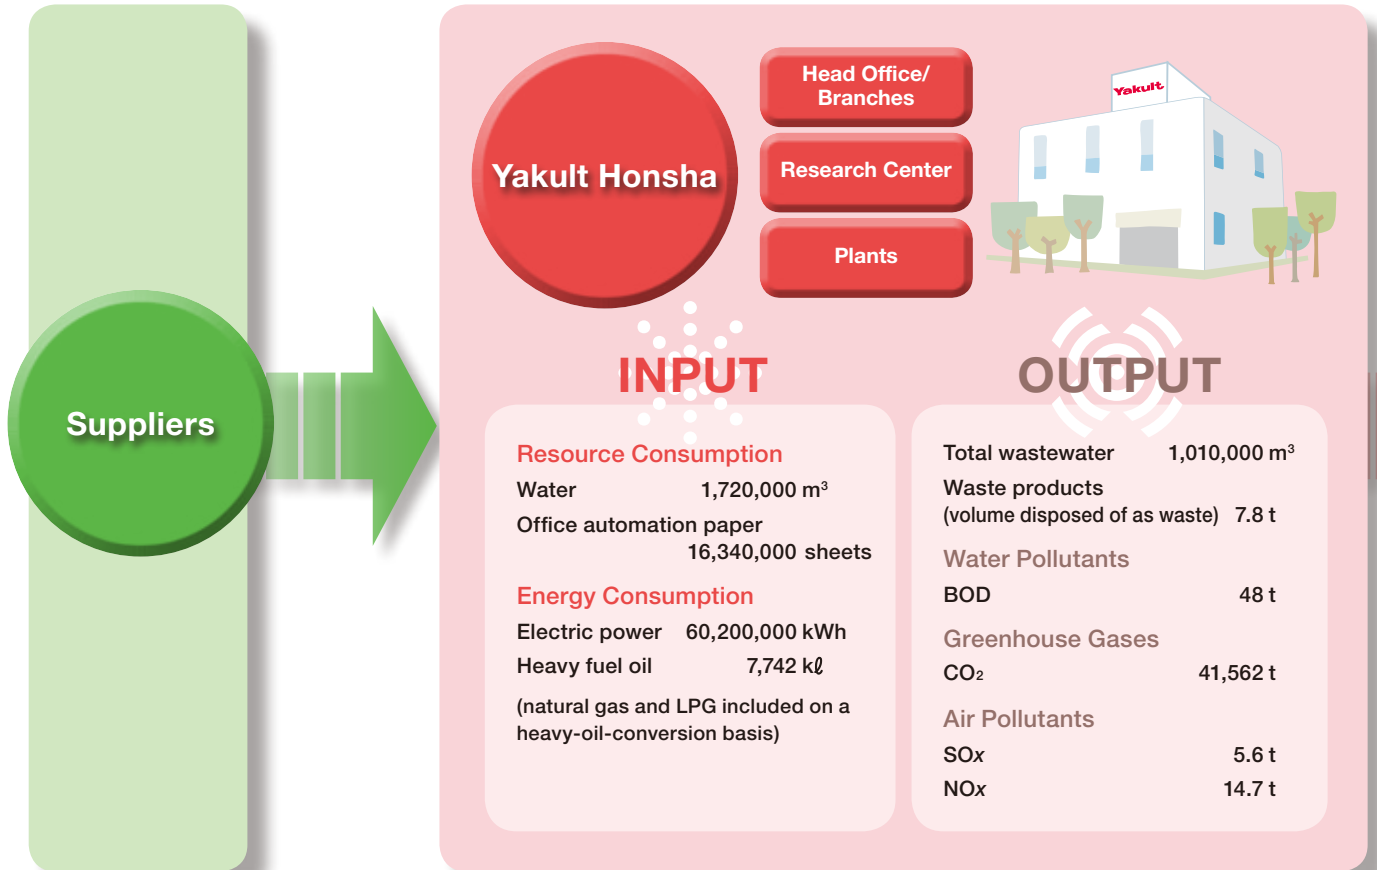 Suppliers
Yakult Honsha
Head Office/
Branches
Research Center
Plants
Yakult
INPUT
Resource Consumption
Water 1,720,000 m³
Office automation paper
16,340,000 sheets
Energy Consumption
Electric power 60,200,000 kWh
Heavy fuel oil 7,742 kℓ
(natural gas and LPG included on a
heavy-oil-conversion basis)
OUTPUT
Total wastewater 1,010,000 m³
Waste products
(volume disposed of as waste) 7.8 t
Water Pollutants
BOD 48 t
Greenhouse Gases
CO₂ 41,562 t
Air Pollutants
SOx 5.6 t
NOx 14.7 t